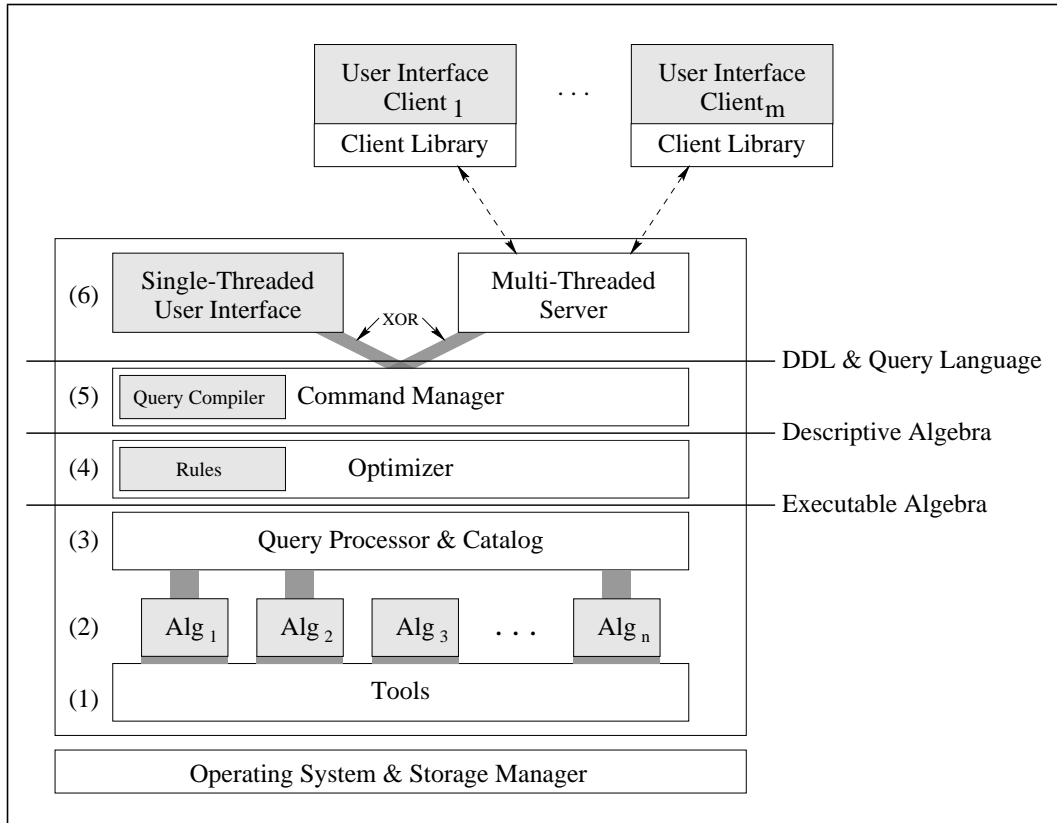 User Interface
Client 1
. . .
User Interface
Client m
Client Library
Client Library
(6)
Single-Threaded
User Interface
XOR
Multi-Threaded
Server
DDL & Query Language
(5)
Query Compiler
Command Manager
Descriptive Algebra
(4)
Rules
Optimizer
Executable Algebra
(3)
Query Processor & Catalog
(2)
Alg 1
Alg 2
Alg 3
. . .
Alg n
(1)
Tools
Operating System & Storage Manager